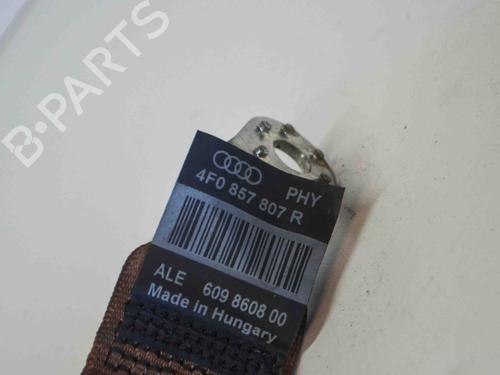 B-PARTS
PHY
4F0 857 807 R
ALE 609 8608 00
Made in Hungary